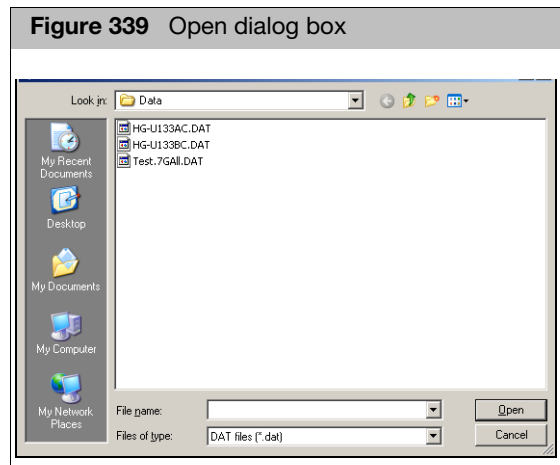 Figure 339 Open dialog box
Look in: Data
HG-U133AC.DAT
HG-U133BC.DAT
Test.7GAll.DAT
My Recent
Documents
Desktop
My Documents
My Computer
My Network
Places
File name:
Open
Files of type: DAT files (*.dat)
Cancel